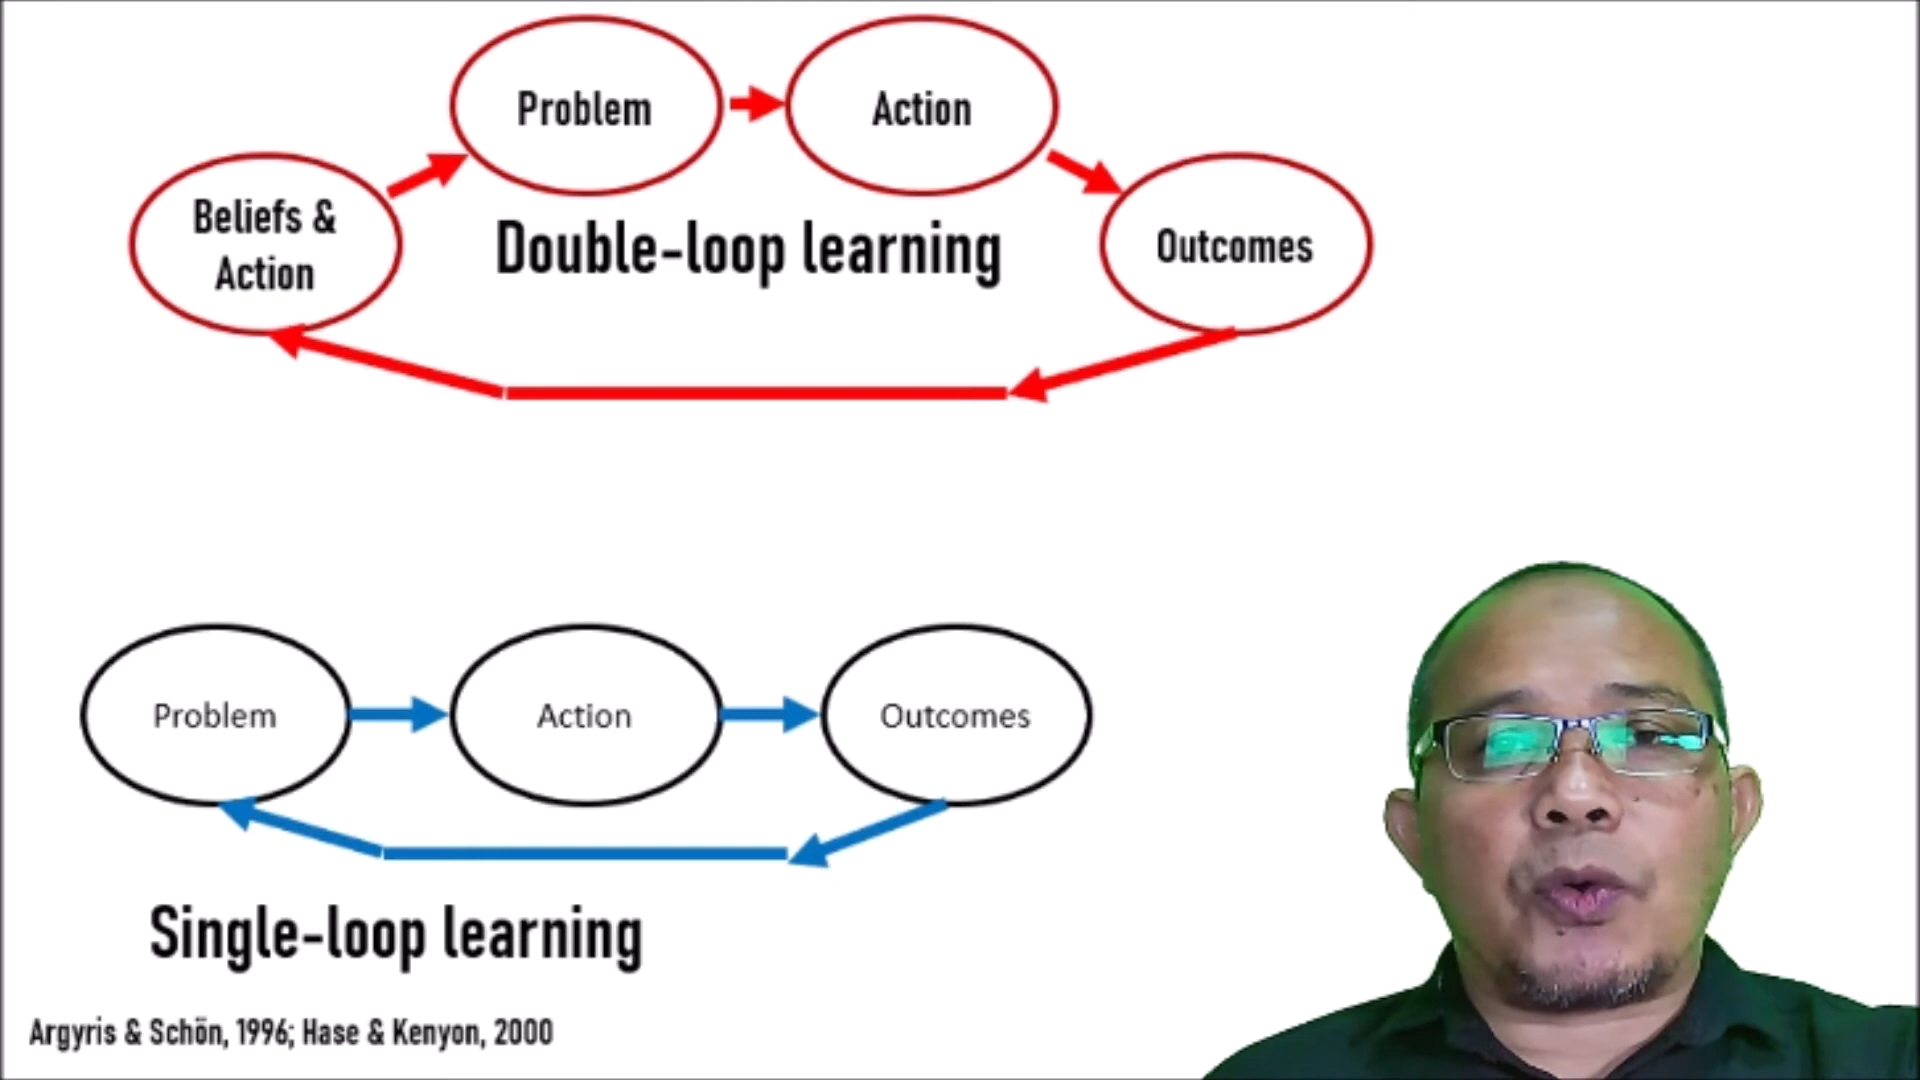 Problem
Action
Beliefs &
Action
Double-loop learning
Outcomes
Problem
Action
Outcomes
Single-loop learning
Argyris & Schön, 1996; Hase & Kenyon, 2000